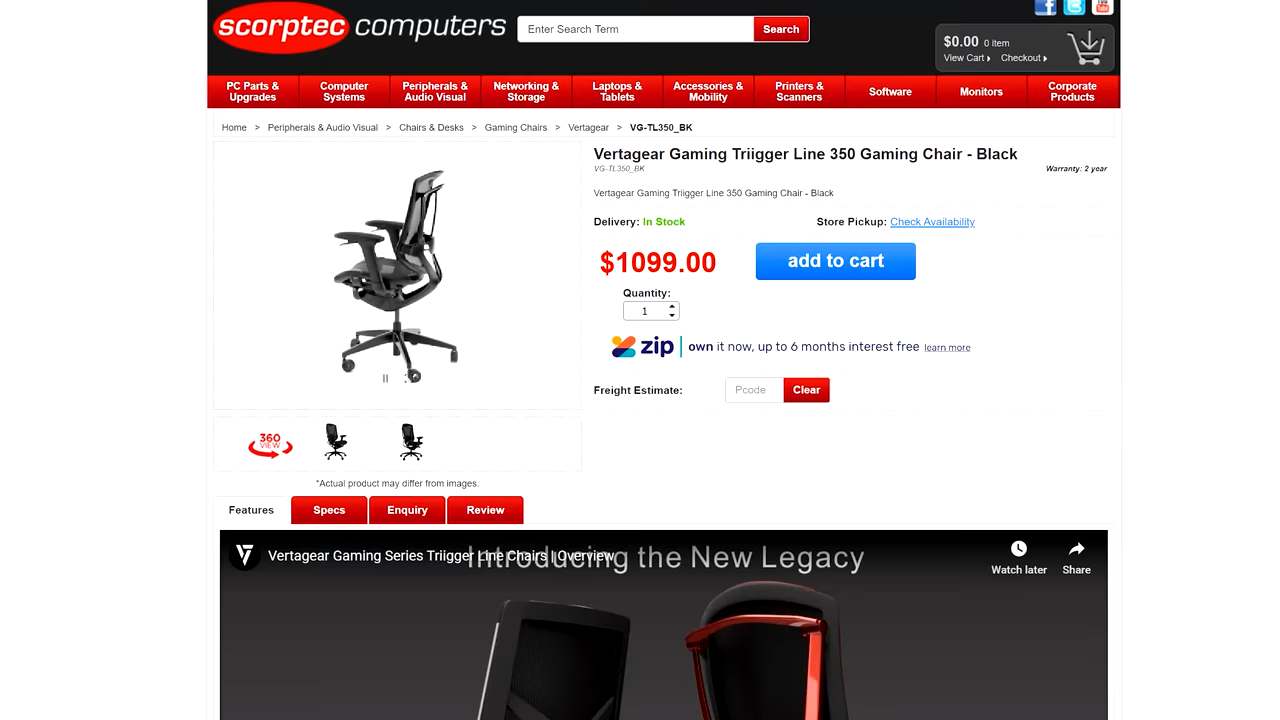 scorptec computers
Enter Search Term
Search
$0.00 0 item
View Cart
Checkout
PC Parts & Upgrades
Computer Systems
Peripherals & Audio Visual
Networking & Storage
Laptops & Tablets
Accessories & Mobility
Printers & Scanners
Software
Monitors
Corporate Products
Home > Peripherals & Audio Visual > Chairs & Desks > Gaming Chairs > Vertagear > VG-TL350_BK
Vertagear Gaming Triigger Line 350 Gaming Chair - Black
VG-TL350_BK
Warranty: 2 year
Vertagear Gaming Triigger Line 350 Gaming Chair - Black
Delivery: In Stock
Store Pickup: Check Availability
$1099.00
add to cart
Quantity:
1
zip own it now, up to 6 months interest free learn more
Freight Estimate:
Pcode
Clear
360
VIEW
*Actual product may differ from images.
Features
Specs
Enquiry
Review
Vertagear Gaming Series Triigger Line Chairs | Overview
Introducing the New Legacy
Watch later
Share